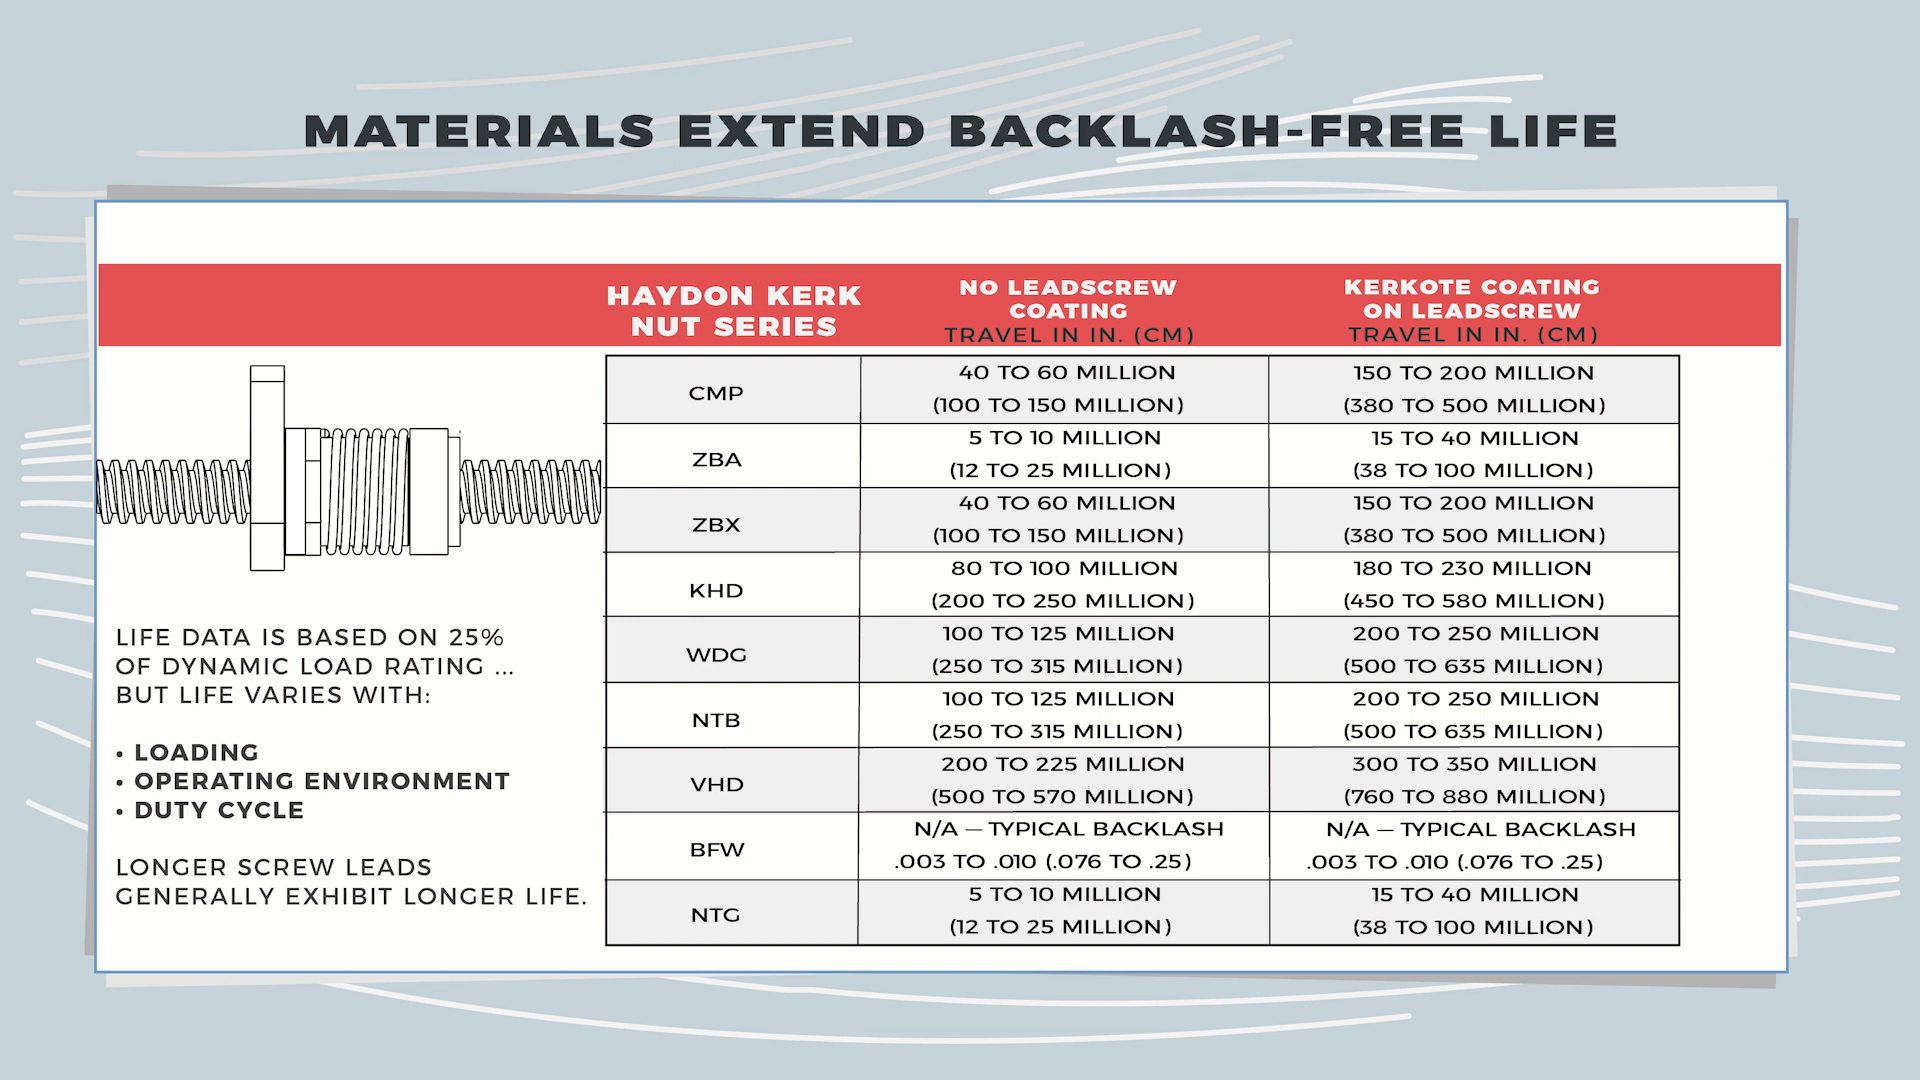 MATERIALS EXTEND BACKLASH-FREE LIFE
HAYDON KERK
NUT SERIES
NO LEADSCREW
COATING
TRAVEL IN IN. (CM)
KERKOTE COATING
ON LEADSCREW
TRAVEL IN IN. (CM)
CMP
40 TO 60 MILLION
(100 TO 150 MILLION)
150 TO 200 MILLION
(380 TO 500 MILLION)
ZBA
5 TO 10 MILLION
(12 TO 25 MILLION)
15 TO 40 MILLION
(38 TO 100 MILLION)
ZBX
40 TO 60 MILLION
(100 TO 150 MILLION)
150 TO 200 MILLION
(380 TO 500 MILLION)
KHD
80 TO 100 MILLION
(200 TO 250 MILLION)
180 TO 230 MILLION
(450 TO 580 MILLION)
WDG
100 TO 125 MILLION
(250 TO 315 MILLION)
200 TO 250 MILLION
(500 TO 635 MILLION)
NTB
100 TO 125 MILLION
(250 TO 315 MILLION)
200 TO 250 MILLION
(500 TO 635 MILLION)
VHD
200 TO 225 MILLION
(500 TO 570 MILLION)
300 TO 350 MILLION
(760 TO 880 MILLION)
BFW
N/A — TYPICAL BACKLASH
.003 TO .010 (.076 TO .25)
N/A — TYPICAL BACKLASH
.003 TO .010 (.076 TO .25)
NTG
5 TO 10 MILLION
(12 TO 25 MILLION)
15 TO 40 MILLION
(38 TO 100 MILLION)
LIFE DATA IS BASED ON 25%
OF DYNAMIC LOAD RATING ...
BUT LIFE VARIES WITH:
• LOADING
• OPERATING ENVIRONMENT
• DUTY CYCLE
LONGER SCREW LEADS
GENERALLY EXHIBIT LONGER LIFE.